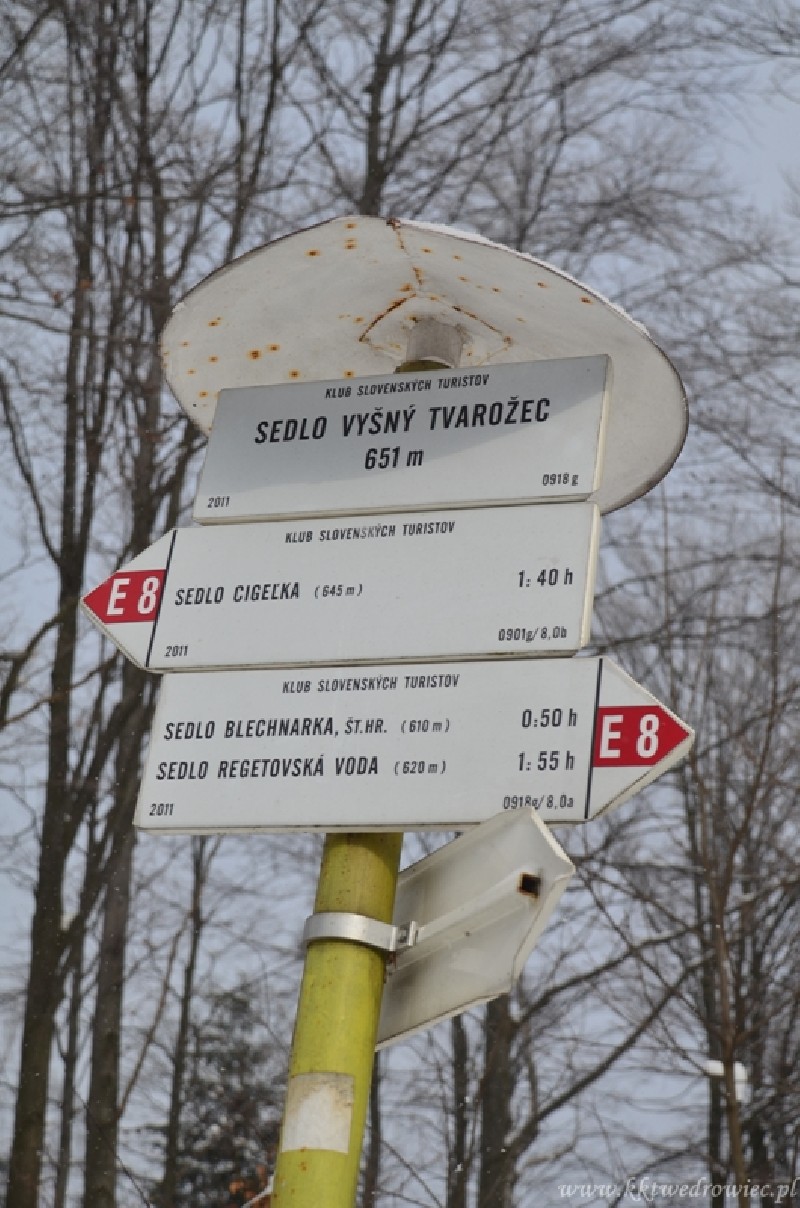 KLUB SLOVENSKÝCH TURISTOV
SEDLO VYŠNÝ TVAROŽEC
651 m
2011 0918 g
KLUB SLOVENSKÝCH TURISTOV
E 8 SEDLO CIGEĽKA (645 m) 1:40 h
2011 0901g/8,0b
KLUB SLOVENSKÝCH TURISTOV
SEDLO BLECHNARKA, ŠT.HR. (610 m) 0:50 h
E 8
SEDLO REGETOVSKÁ VODA (620 m) 1:55 h
2011 0918g/8,0a
www.kktwedrowiec.pl